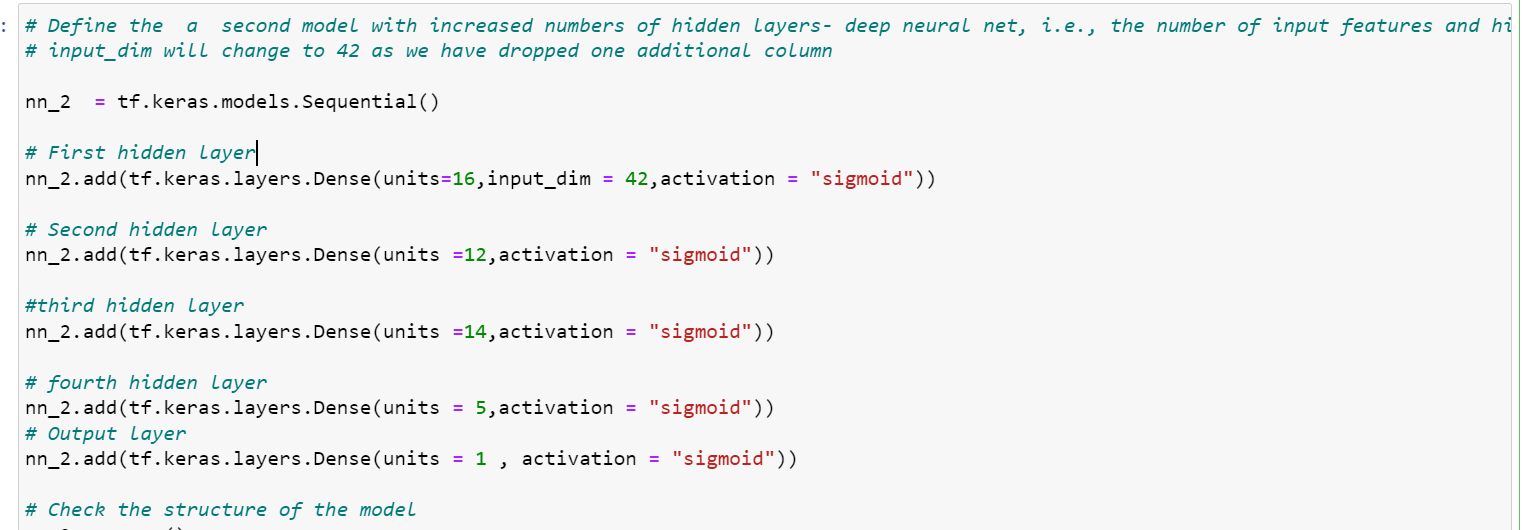 : # Define the  a  second model with increased numbers of hidden layers- deep neural net, i.e., the number of input features and hi
# input_dim will change to 42 as we have dropped one additional column
nn_2  = tf.keras.models.Sequential()
# First hidden layer
nn_2.add(tf.keras.layers.Dense(units=16,input_dim = 42,activation = "sigmoid"))
# Second hidden layer
nn_2.add(tf.keras.layers.Dense(units =12,activation = "sigmoid"))
#third hidden layer
nn_2.add(tf.keras.layers.Dense(units =14,activation = "sigmoid"))
# fourth hidden layer
nn_2.add(tf.keras.layers.Dense(units = 5,activation = "sigmoid"))
# Output layer
nn_2.add(tf.keras.layers.Dense(units = 1 , activation = "sigmoid"))
# Check the structure of the model